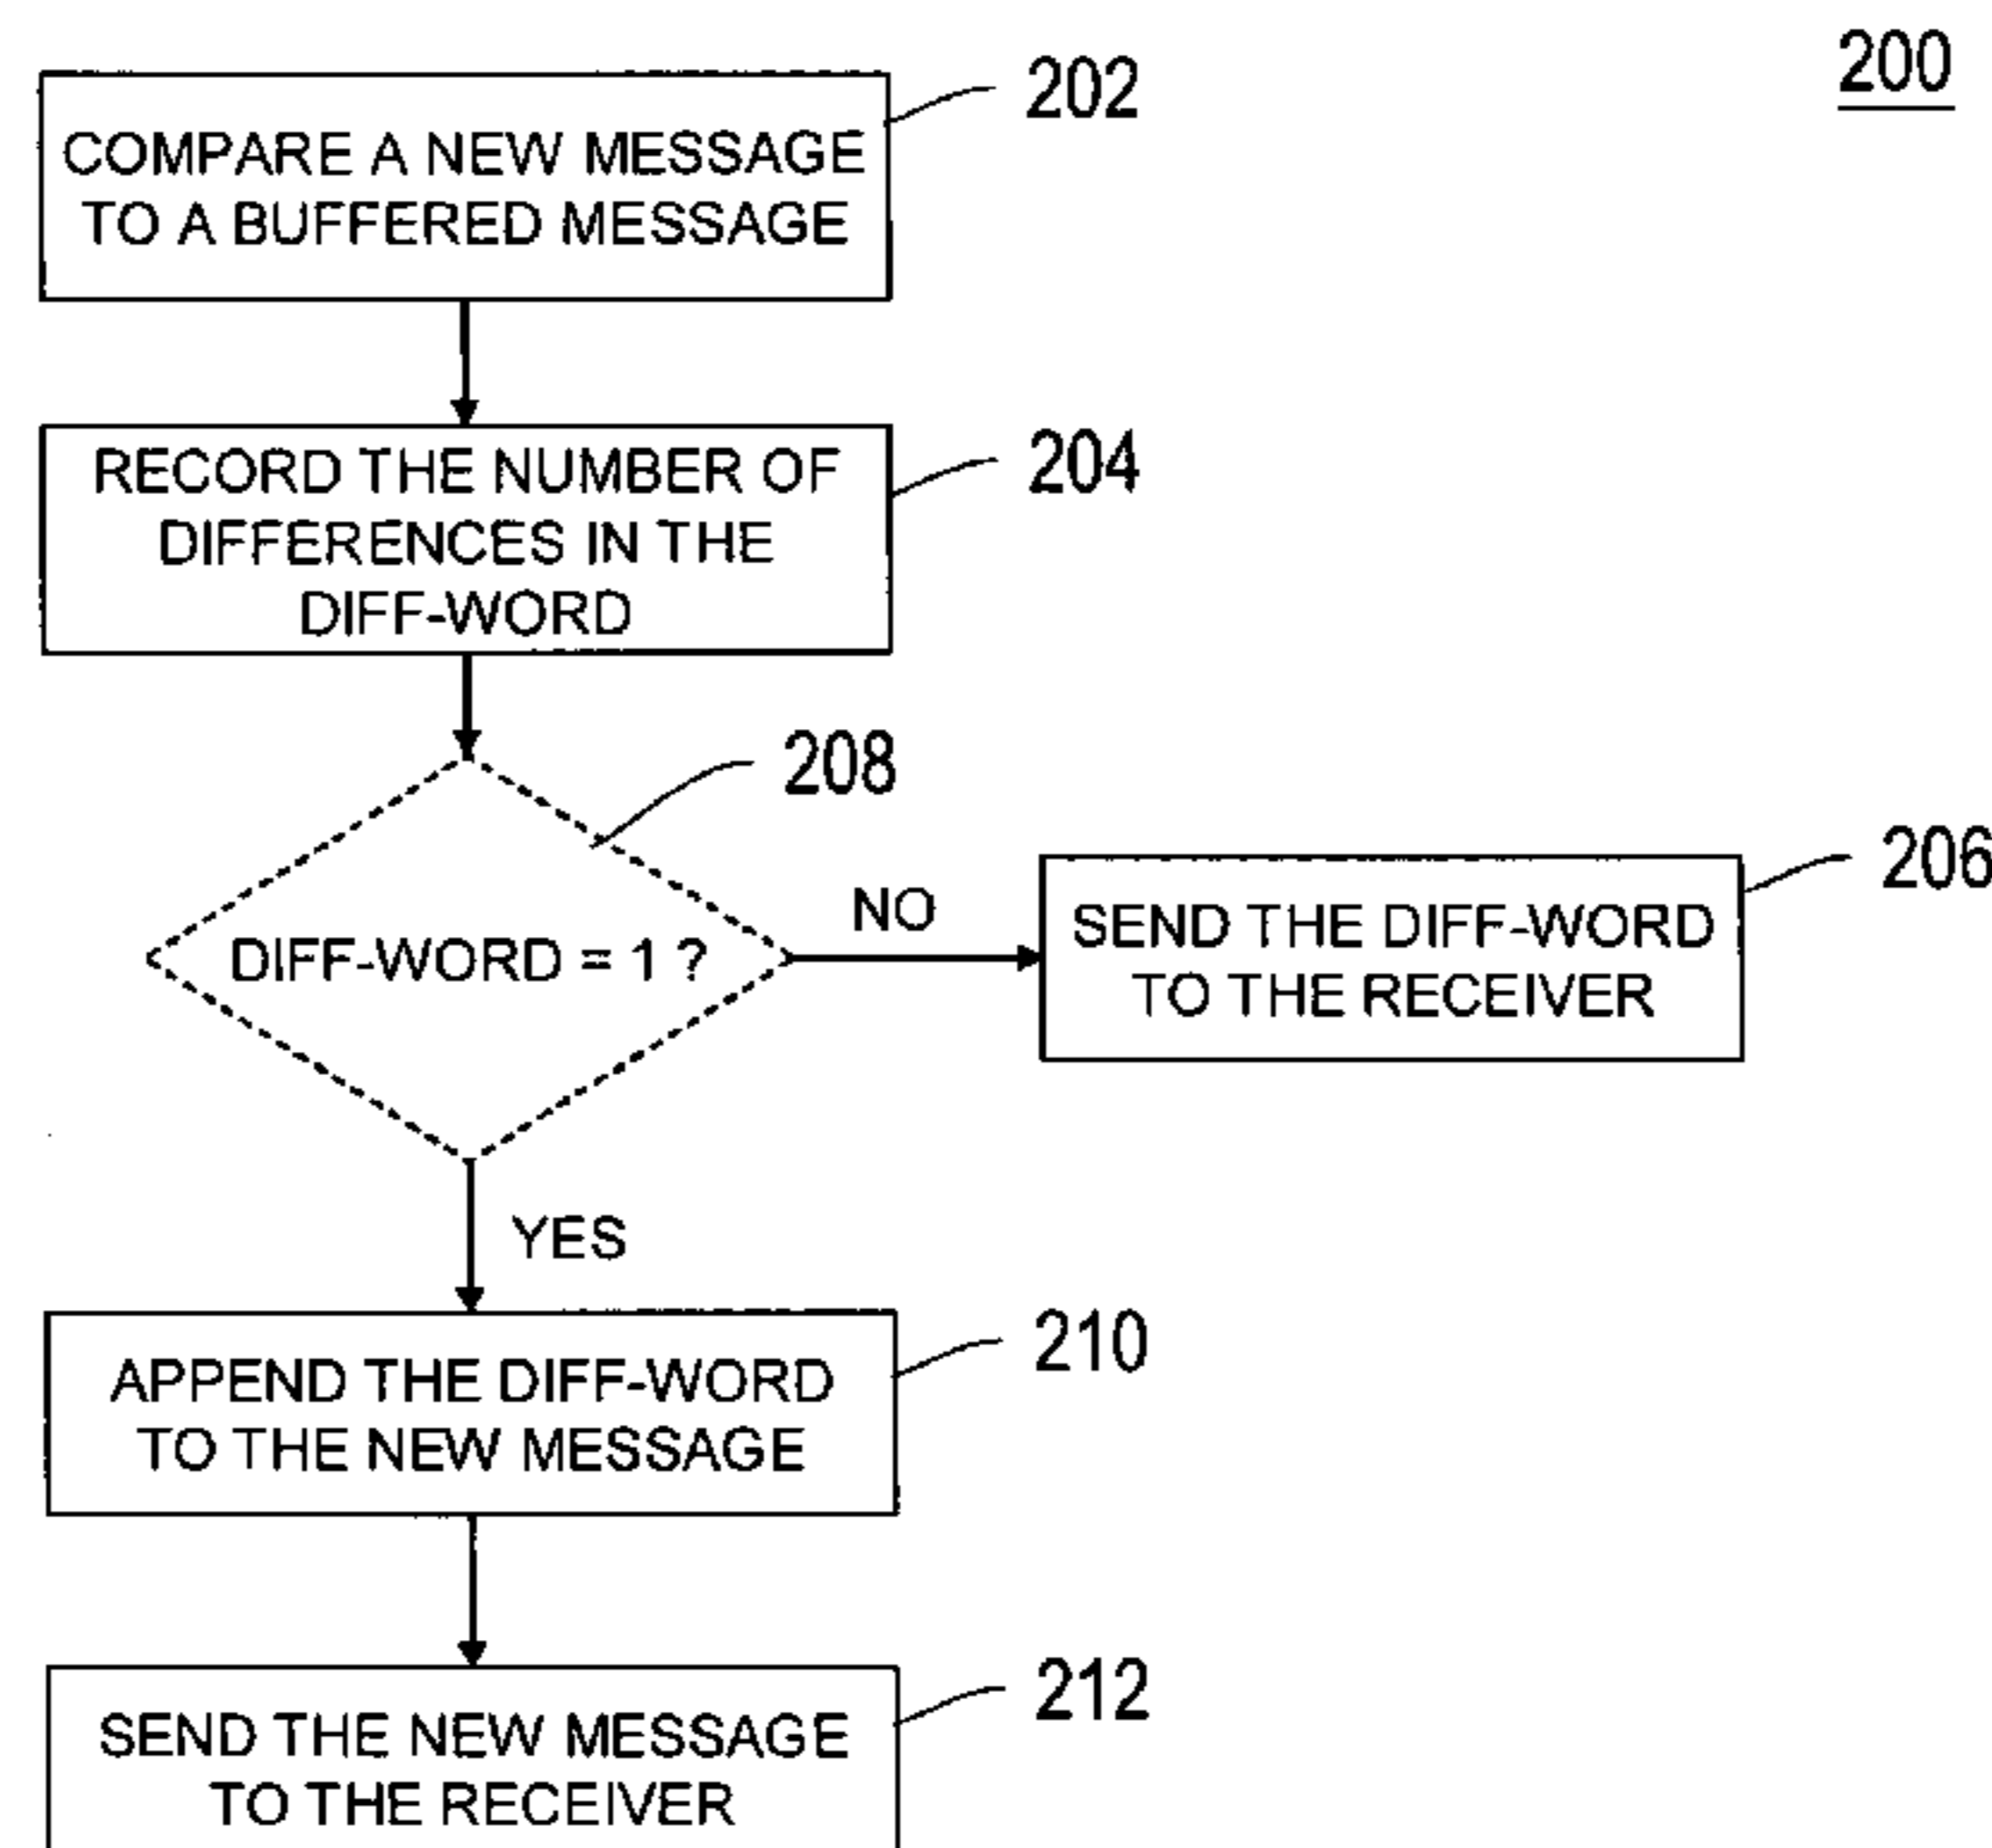 200
202
COMPARE A NEW MESSAGE
TO A BUFFERED MESSAGE
204
RECORD THE NUMBER OF
DIFFERENCES IN THE
DIFF-WORD
208
DIFF-WORD = 1 ?
NO
206
SEND THE DIFF-WORD
TO THE RECEIVER
YES
210
APPEND THE DIFF-WORD
TO THE NEW MESSAGE
212
SEND THE NEW MESSAGE
TO THE RECEIVER